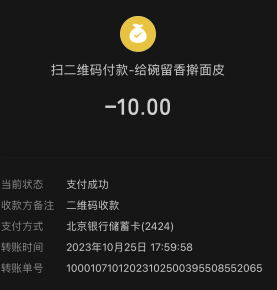 扫二维码付款-给碗留香擀面皮
-10.00
当前状态 支付成功
收款方备注 二维码收款
支付方式 北京银行储蓄卡(2424)
转账时间 2023年10月25日 17:59:58
转账单号 1000107101202310250039550855​2065